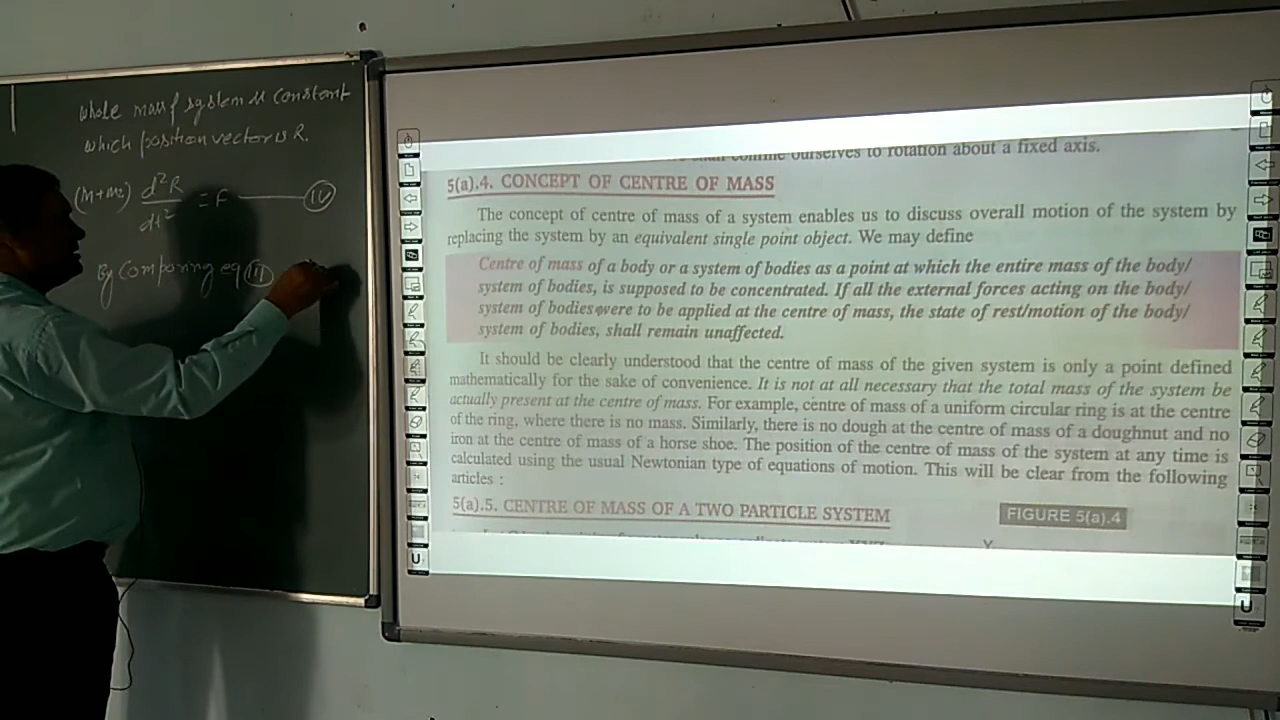 whole mass of system is constant
which position vector is R.
(M+m2) d²R / dt² = F (IV)
By comparing eq (III)
ourselves to rotation about a fixed axis.
5(a).4. CONCEPT OF CENTRE OF MASS
The concept of centre of mass of a system enables us to discuss overall motion of the system by
replacing the system by an equivalent single point object. We may define
Centre of mass of a body or a system of bodies as a point at which the entire mass of the body/
system of bodies, is supposed to be concentrated. If all the external forces acting on the body/
system of bodies were to be applied at the centre of mass, the state of rest/motion of the body/
system of bodies, shall remain unaffected.
It should be clearly understood that the centre of mass of the given system is only a point defined
mathematically for the sake of convenience. It is not at all necessary that the total mass of the system be
actually present at the centre of mass. For example, centre of mass of a uniform circular ring is at the centre
of the ring, where there is no mass. Similarly, there is no dough at the centre of mass of a doughnut and no
iron at the centre of mass of a horse shoe. The position of the centre of mass of the system at any time is
calculated using the usual Newtonian type of equations of motion. This will be clear from the following
articles :
5(a).5. CENTRE OF MASS OF A TWO PARTICLE SYSTEM
FIGURE 5(a).4
Y